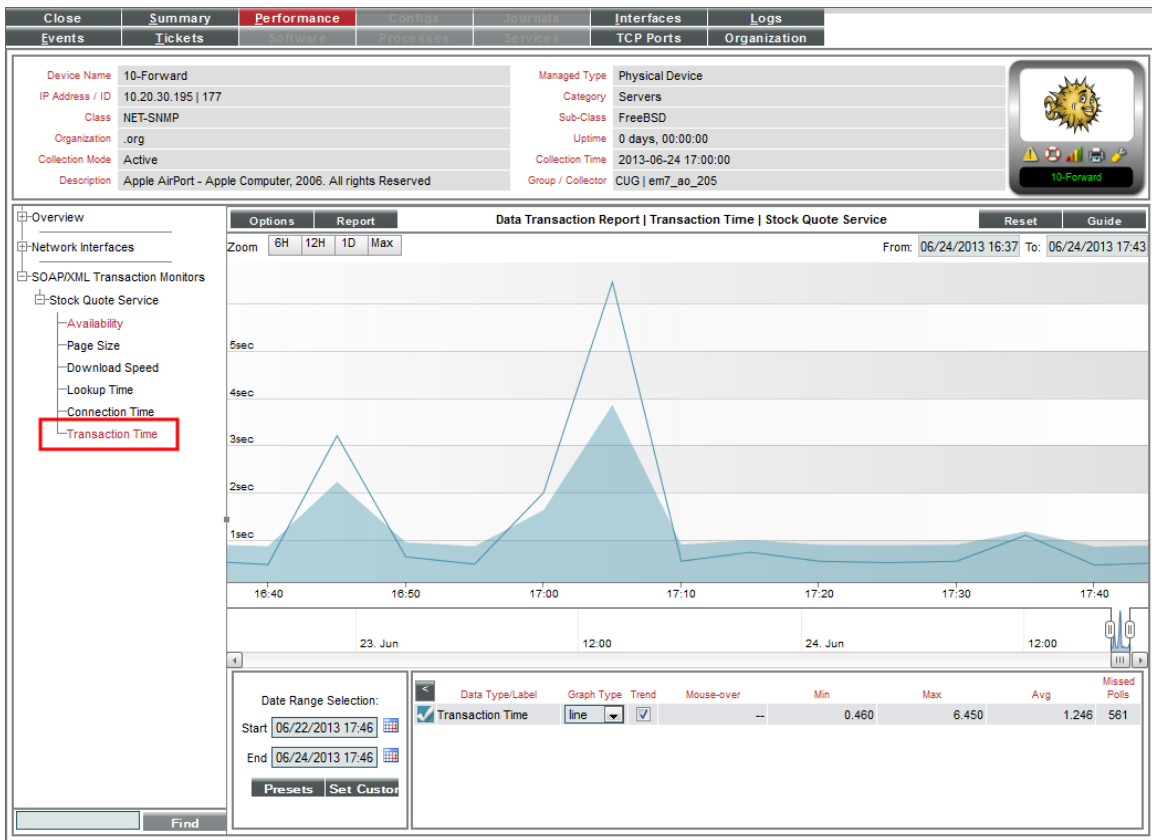 Close Summary Performance Configs Journals Interfaces Logs
Events Tickets Software Processes Services TCP Ports Organization
Device Name 10-Forward Managed Type Physical Device
IP Address / ID 10.20.30.195 | 177 Category Servers
Class NET-SNMP Sub-Class FreeBSD
Organization .org Uptime 0 days, 00:00:00
Collection Mode Active Collection Time 2013-06-24 17:00:00
Description Apple AirPort - Apple Computer, 2006. All rights Reserved Group / Collector CUG | em7_ao_205
10-Forward
Overview
Network Interfaces
SOAP/XML Transaction Monitors
Stock Quote Service
Availability
Page Size
Download Speed
Lookup Time
Connection Time
Transaction Time
Find
Options Report Data Transaction Report | Transaction Time | Stock Quote Service Reset Guide
Zoom 6H 12H 1D Max From: 06/24/2013 16:37 To: 06/24/2013 17:43
5sec
4sec
3sec
2sec
1sec
16:40 16:50 17:00 17:10 17:20 17:30 17:40
23. Jun 12:00 24. Jun 12:00
Date Range Selection:
Start 06/22/2013 17:46
End 06/24/2013 17:46
Presets Set Custor
< Data Type/Label Graph Type Trend Mouse-over Min Max Avg Missed Polls
Transaction Time line -- 0.460 6.450 1.246 561